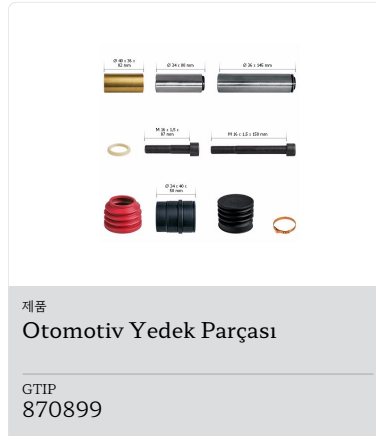 Ø 40 x 36 x
82 mm
Ø 34 x 80 mm
Ø 36 x 146 mm
M 16 x 1,5 x
87 mm
M 16 x 1,5 x 150 mm
Ø 34 x 40 x
58 mm
제품
Otomotiv Yedek Parçası
GTIP
870899